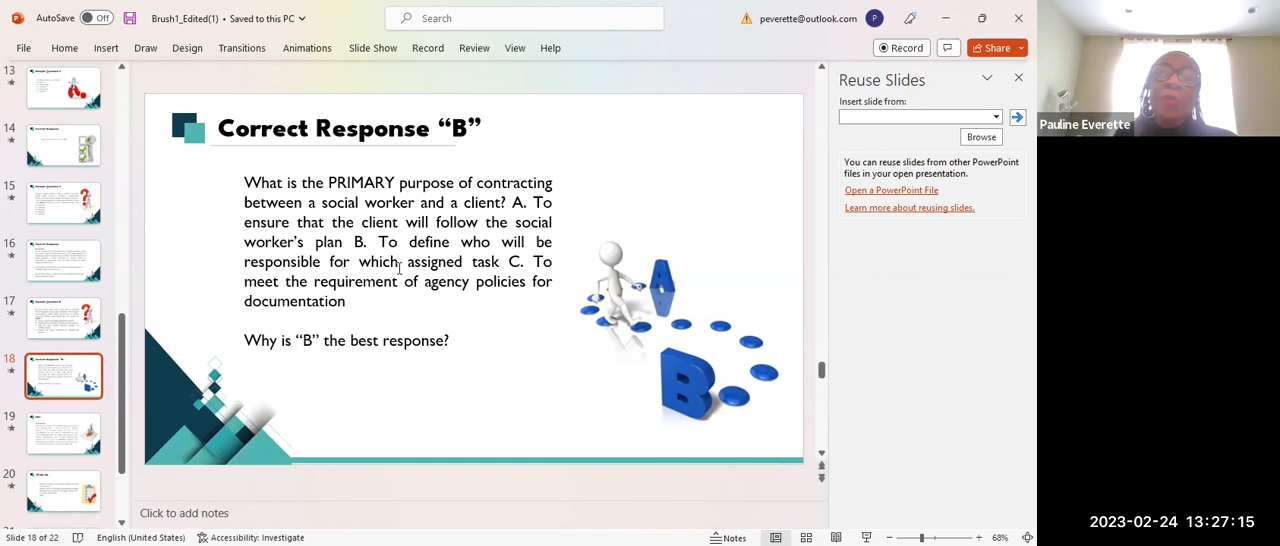 AutoSave
Off
Brush1_Edited(1) • Saved to this PC
Search
peverette@outlook.com
P
File
Home
Insert
Draw
Design
Transitions
Animations
Slide Show
Record
Review
View
Help
Record
Share
13
14
15
16
17
18
19
20
Correct Response “B”
What is the PRIMARY purpose of contracting
between a social worker and a client? A. To
ensure that the client will follow the social
worker’s plan B. To define who will be
responsible for which assigned task C. To
meet the requirement of agency policies for
documentation
Why is “B” the best response?
A
B
Click to add notes
Reuse Slides
Insert slide from:
Browse
You can reuse slides from other PowerPoint
files in your open presentation.
Open a PowerPoint File
Learn more about reusing slides.
Pauline Everette
2023-02-24 13:27:15
Slide 18 of 22
English (United States)
Accessibility: Investigate
Notes
68%